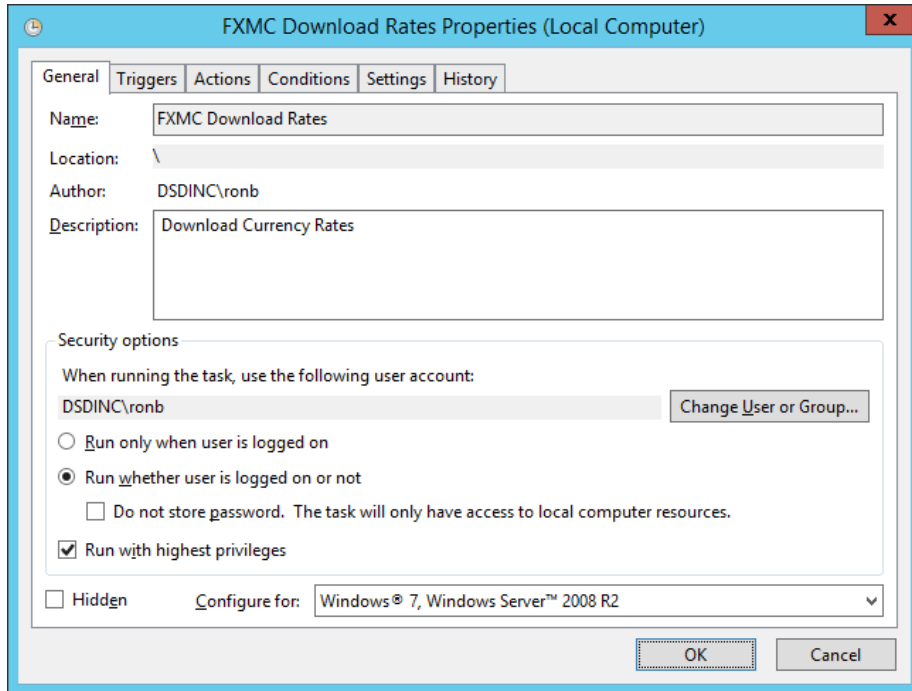 FXMC Download Rates Properties (Local Computer)
x
General Triggers Actions Conditions Settings History
Name: FXMC Download Rates
Location: \
Author: DSDINC\ronb
Description: Download Currency Rates
Security options
When running the task, use the following user account:
DSDINC\ronb Change User or Group...
Run only when user is logged on
Run whether user is logged on or not
Do not store password. The task will only have access to local computer resources.
Run with highest privileges
Hidden Configure for: Windows® 7, Windows Server™ 2008 R2
OK Cancel